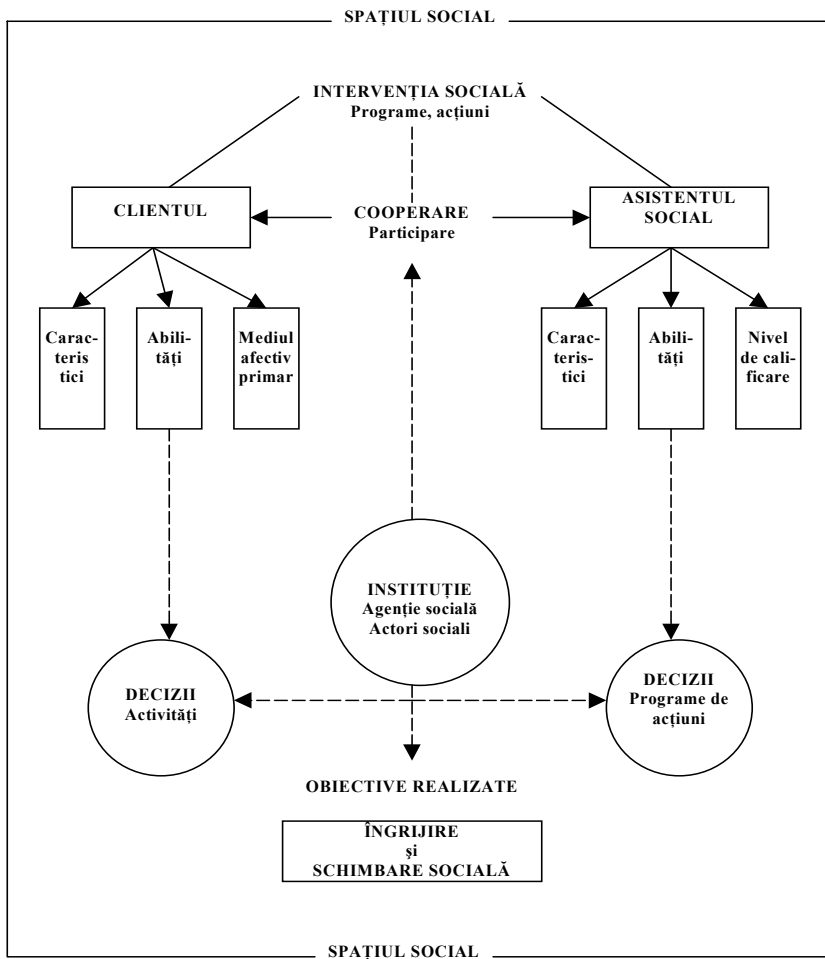 SPAȚIUL SOCIAL
INTERVENȚIA SOCIALĂ
Programe, acțiuni
CLIENTUL
COOPERARE
Participare
ASISTENTUL
SOCIAL
Carac-
teris
tici
Abili-
tăți
Mediul
afectiv
primar
Carac-
teris-
tici
Abili-
tăți
Nivel
de cali-
ficare
INSTITUȚIE
Agenție socială
Actori sociali
DECIZII
Activități
DECIZII
Programe de
acțiuni
OBIECTIVE REALIZATE
ÎNGRIJIRE
şi
SCHIMBARE SOCIALĂ
SPAȚIUL SOCIAL